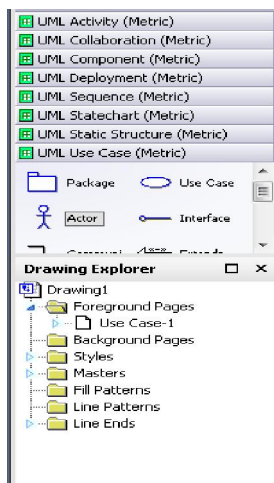 UML Activity (Metric)
UML Collaboration (Metric)
UML Component (Metric)
UML Deployment (Metric)
UML Sequence (Metric)
UML Statechart (Metric)
UML Static Structure (Metric)
UML Use Case (Metric)
Package Use Case
Actor Interface
Drawing Explorer
Drawing1
Foreground Pages
Use Case-1
Background Pages
Styles
Masters
Fill Patterns
Line Patterns
Line Ends